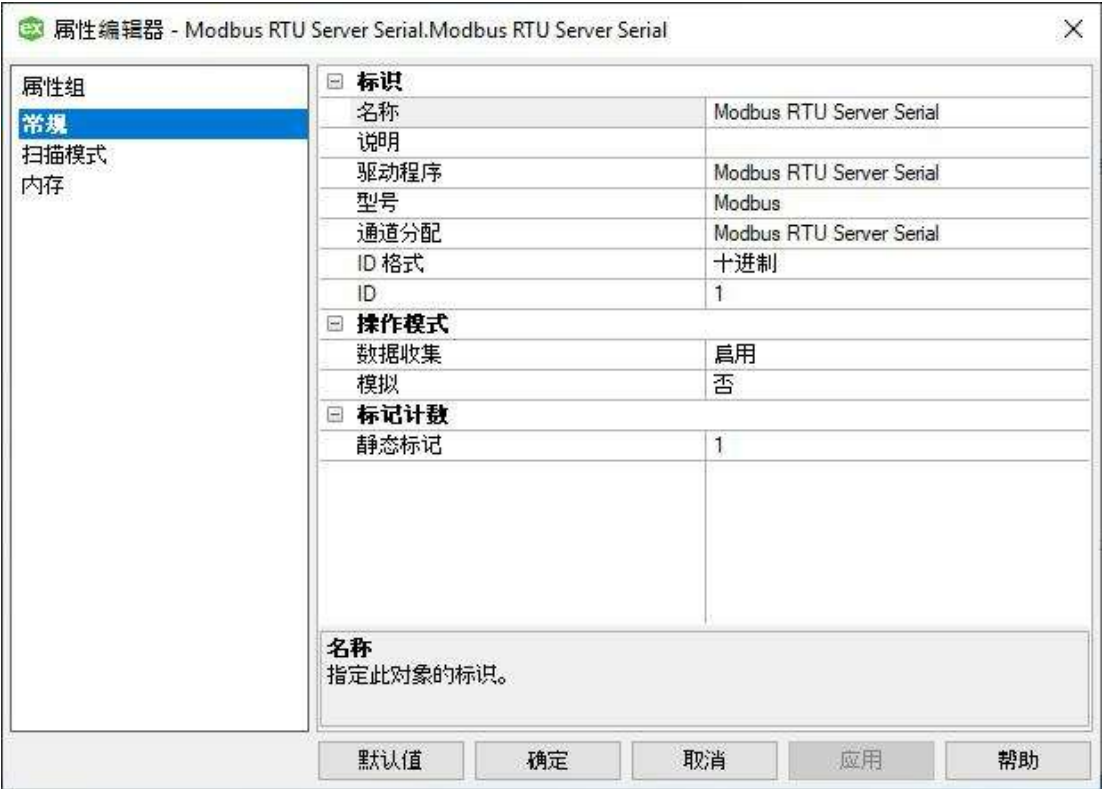 ex 属性编辑器 - Modbus RTU Server Serial.Modbus RTU Server Serial
属性组
常规
扫描模式
内存
标识
名称 Modbus RTU Server Serial
说明
驱动程序 Modbus RTU Server Serial
型号 Modbus
通道分配 Modbus RTU Server Serial
ID 格式 十进制
ID 1
操作模式
数据收集 启用
模拟 否
标记计数
静态标记 1
名称
指定此对象的标识。
默认值 确定 取消 应用 帮助